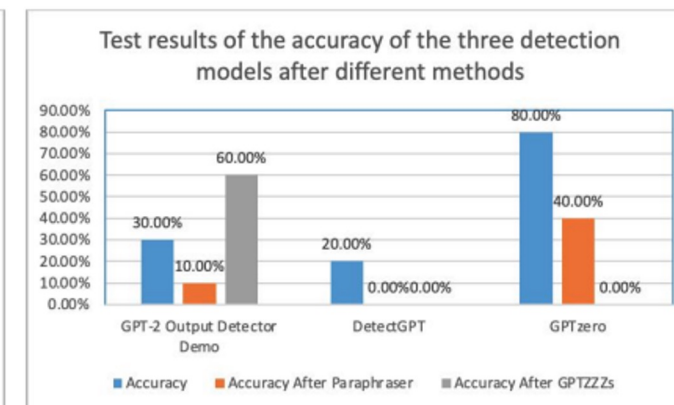 Test results of the accuracy of the three detection
models after different methods
90.00%
80.00%
70.00%
60.00%
50.00%
40.00%
30.00%
20.00%
10.00%
0.00%
30.00%
10.00%
60.00%
20.00%
0.00%0.00%
80.00%
40.00%
0.00%
GPT-2 Output Detector
Demo
DetectGPT
GPTzero
Accuracy
Accuracy After Paraphraser
Accuracy After GPTZZZs